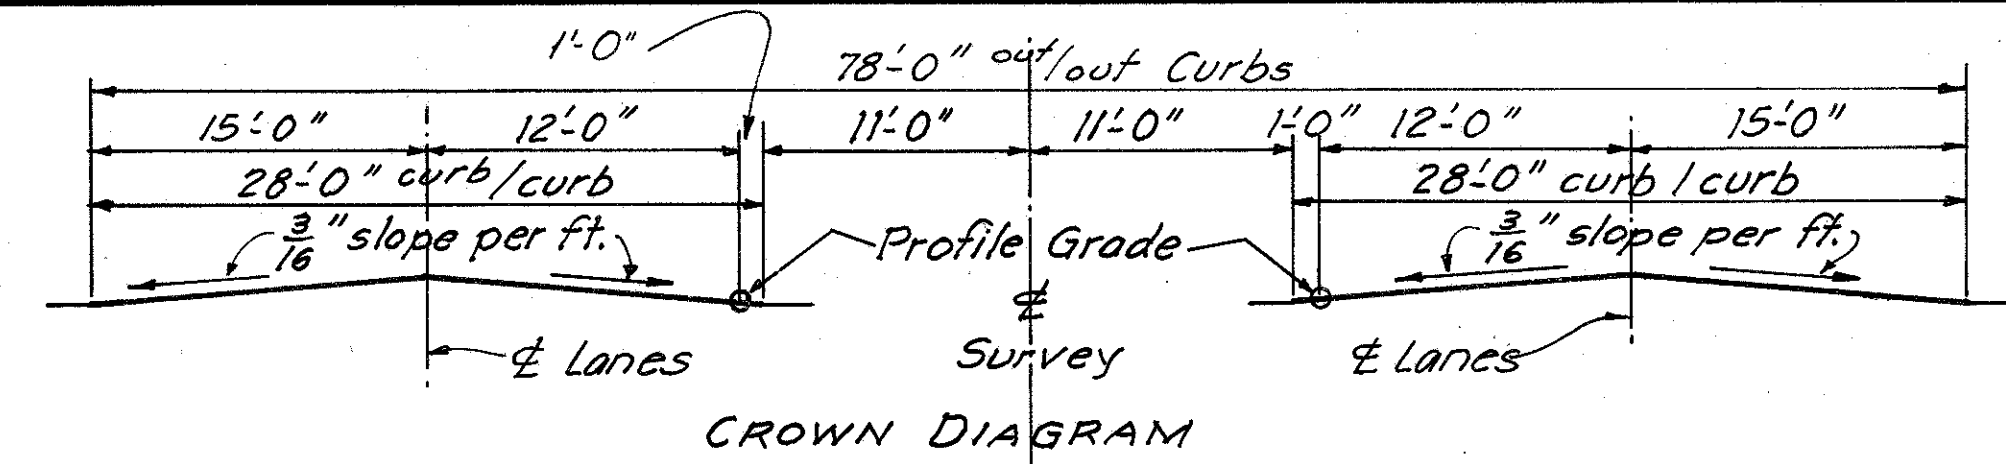 1'-0"
78'-0" out/out Curbs
15'-0" 12'-0" 11'-0" 11'-0" 1'-0" 12'-0" 15'-0"
28'-0" curb/curb 28'-0" curb/curb
3/16" slope per ft. Profile Grade 3/16" slope per ft.
℄
℄ Lanes Survey ℄ Lanes
CROWN DIAGRAM